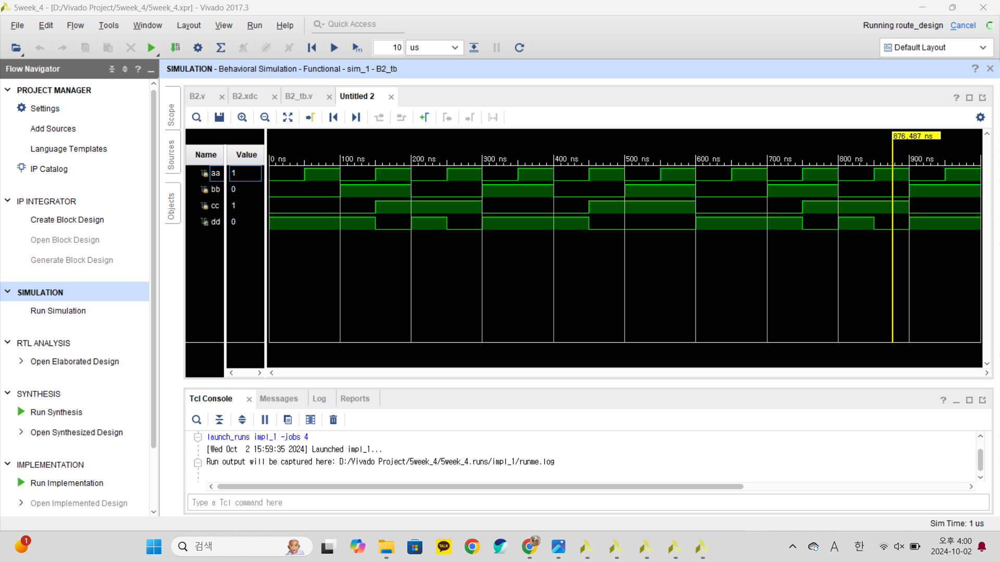 5week_4 - [D:/Vivado Project/5week_4/5week_4.xpr] - Vivado 2017.3
File Edit Flow Tools Window Layout View Run Help Quick Access
Running route_design Cancel
10 us
Default Layout
Flow Navigator
SIMULATION - Behavioral Simulation - Functional - sim_1 - B2_tb
PROJECT MANAGER
Settings
Add Sources
Language Templates
IP Catalog
IP INTEGRATOR
Create Block Design
Open Block Design
Generate Block Design
SIMULATION
Run Simulation
RTL ANALYSIS
Open Elaborated Design
SYNTHESIS
Run Synthesis
Open Synthesized Design
IMPLEMENTATION
Run Implementation
Open Implemented Design
Scope
Sources
Objects
B2.v B2.xdc B2_tb.v Untitled 2
876,487 ns
Name Value
0 ns 100 ns 200 ns 300 ns 400 ns 500 ns 600 ns 700 ns 800 ns 900 ns
aa 1
bb 0
cc 1
dd 0
Tcl Console Messages Log Reports
launch_runs impl_1 -jobs 4
[Wed Oct  2 15:59:35 2024] Launched impl_1...
Run output will be captured here: D:/Vivado Project/5week_4/5week_4.runs/impl_1/runme.log
Type a Tcl command here
Sim Time: 1 us
1
검색
TALK
A 한
오후 4:00
2024-10-02